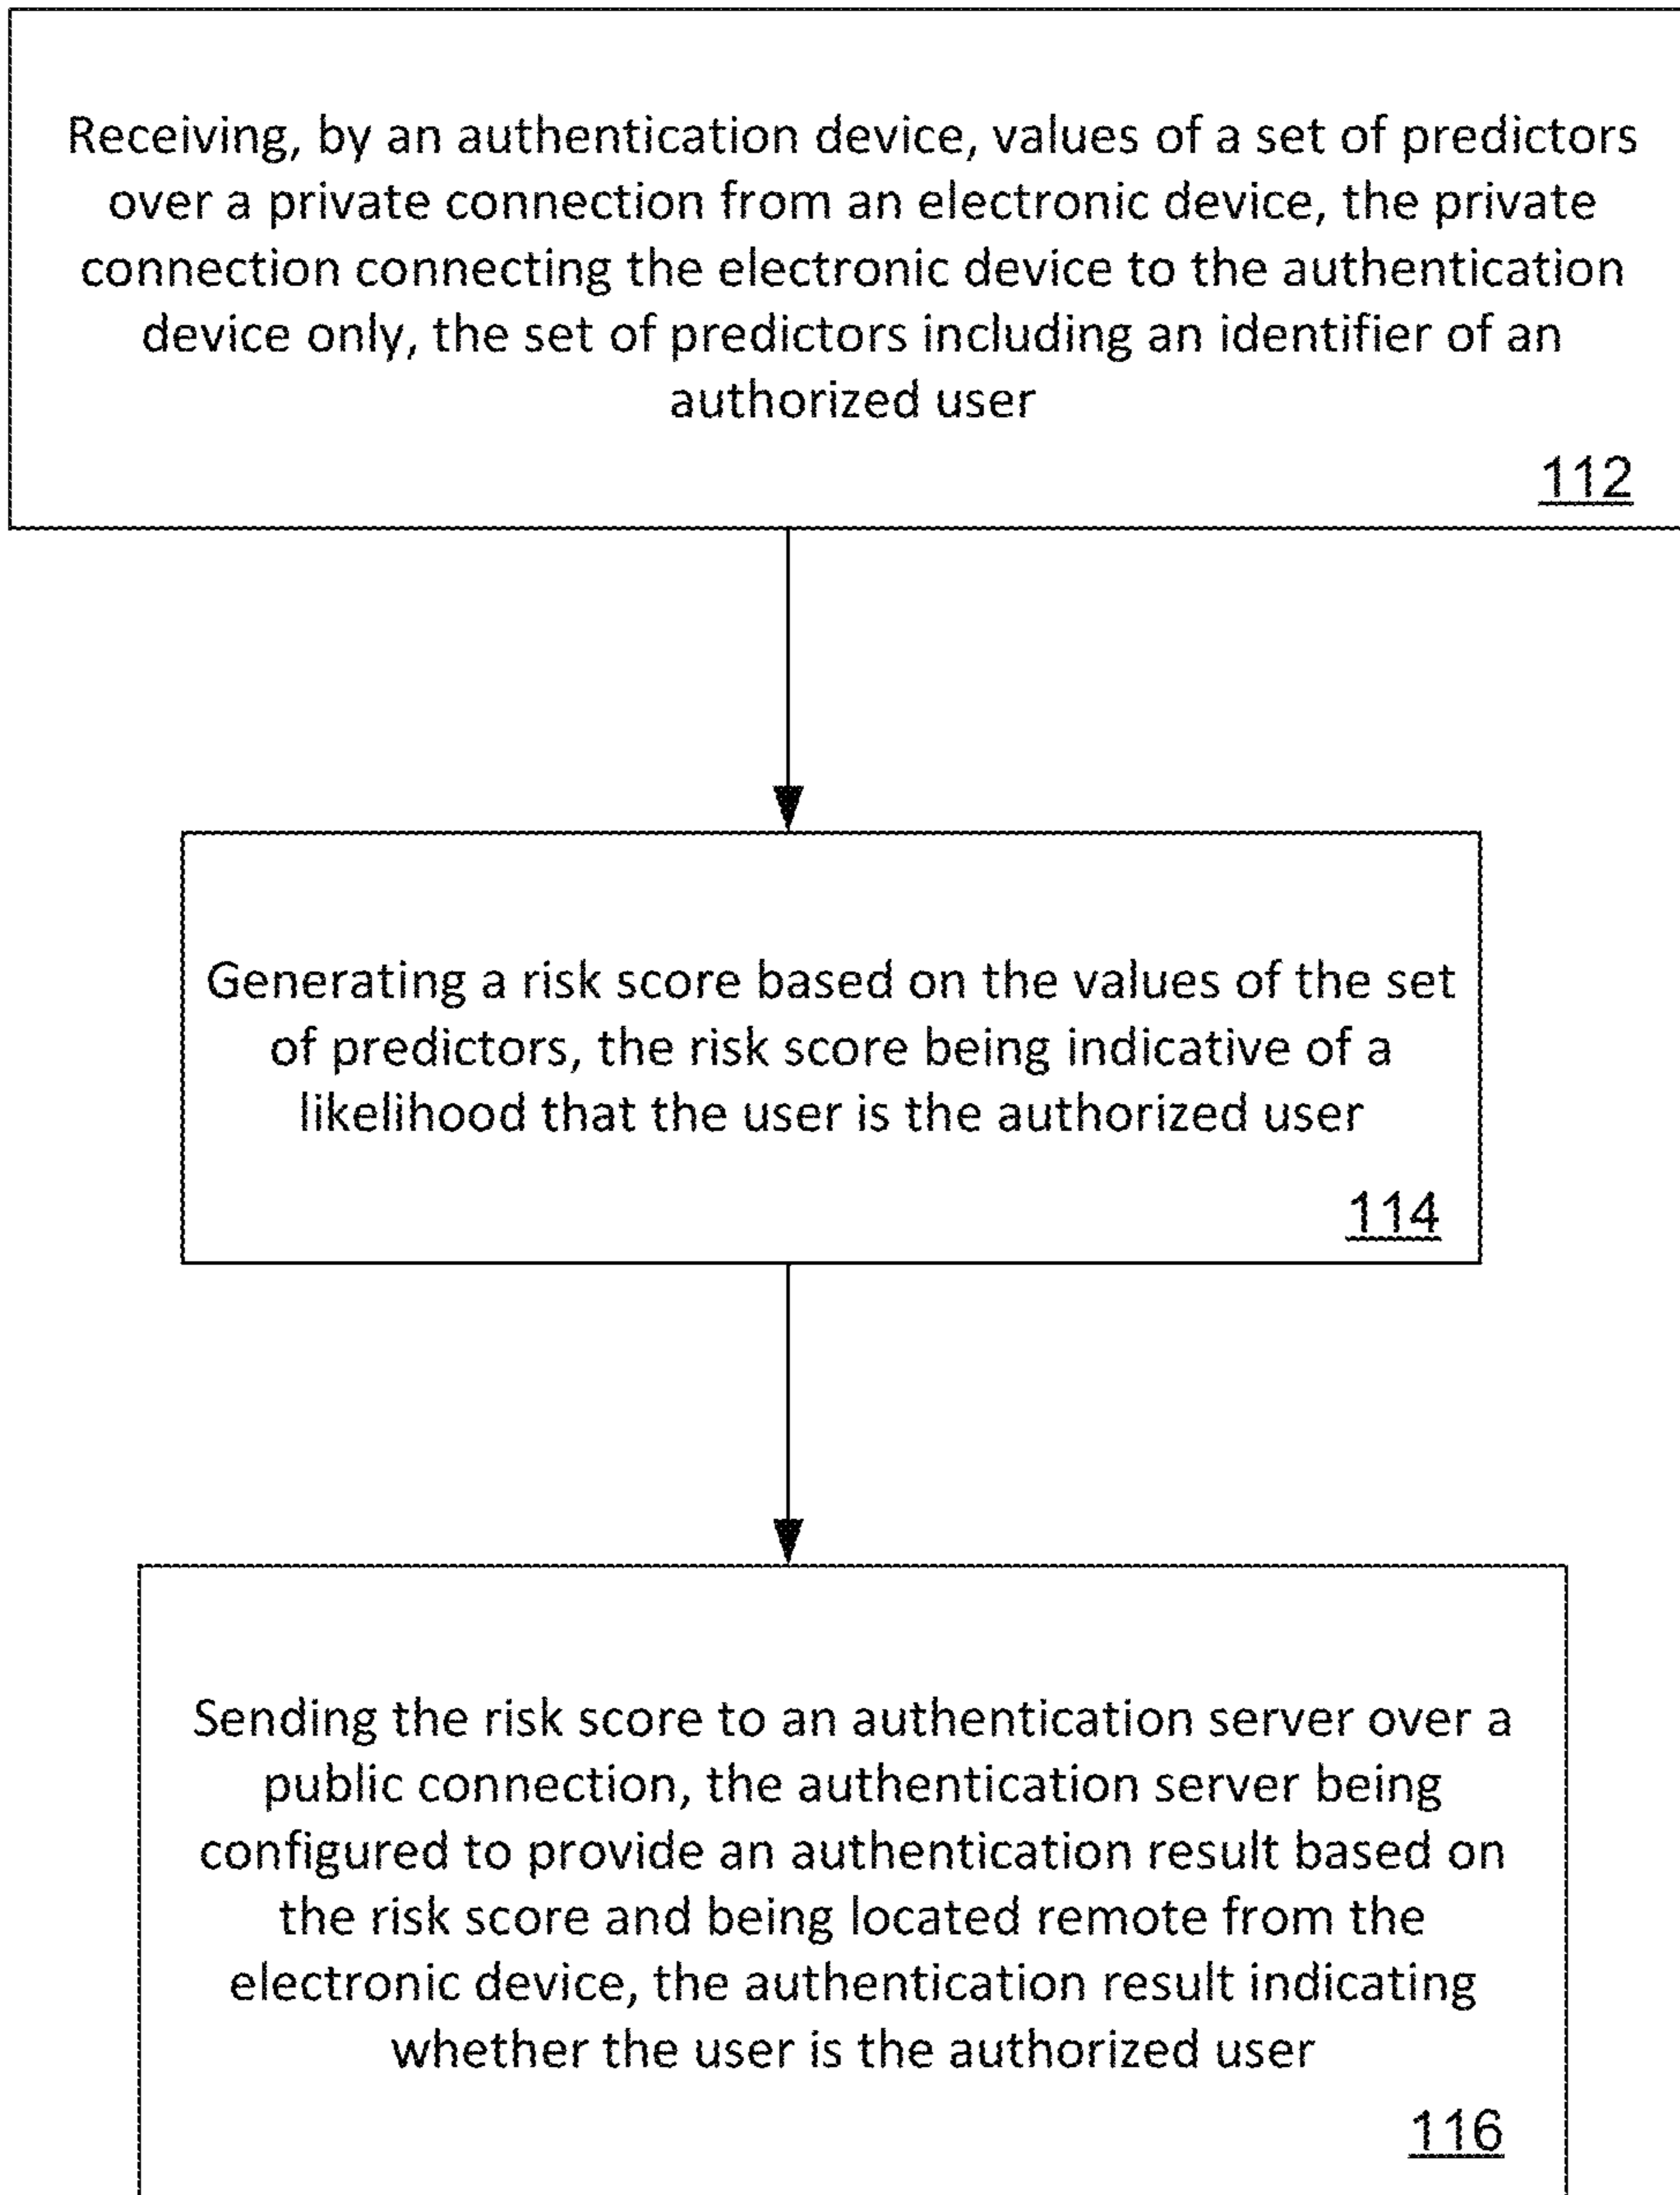 Receiving, by an authentication device, values of a set of predictors
over a private connection from an electronic device, the private
connection connecting the electronic device to the authentication
device only, the set of predictors including an identifier of an
authorized user
112
Generating a risk score based on the values of the set
of predictors, the risk score being indicative of a
likelihood that the user is the authorized user
114
Sending the risk score to an authentication server over a
public connection, the authentication server being
configured to provide an authentication result based on
the risk score and being located remote from the
electronic device, the authentication result indicating
whether the user is the authorized user
116